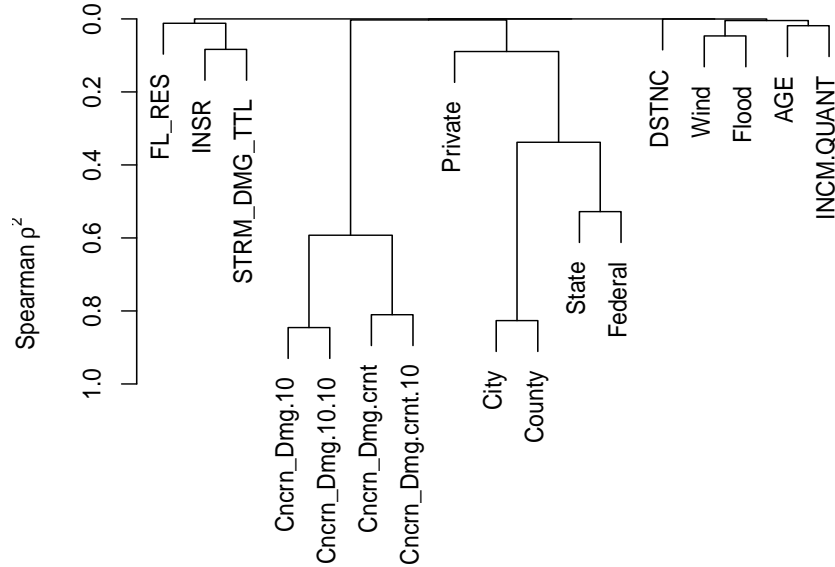 Spearman ρ²
0.0
0.2
0.4
0.6
0.8
1.0
FL_RES
INSR
STRM_DMG_TTL
Cncrn_Dmg.10
Cncrn_Dmg.10.10
Cncrn_Dmg.crnt
Cncrn_Dmg.crnt.10
Private
City
County
State
Federal
DSTNC
Wind
Flood
AGE
INCM.QUANT